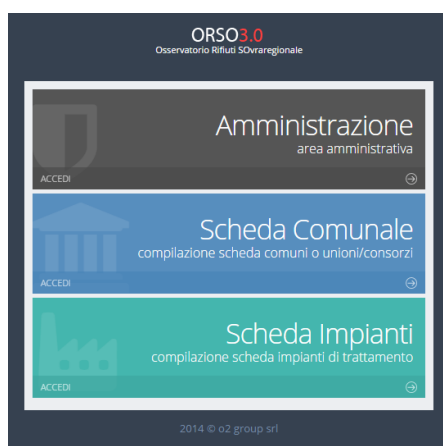 ORSO3.0
Osservatorio Rifiuti SOvraregionale
Amministrazione
area amministrativa
ACCEDI
Scheda Comunale
compilazione scheda comuni o unioni/consorzi
ACCEDI
Scheda Impianti
compilazione scheda impianti di trattamento
ACCEDI
2014 © o2 group srl